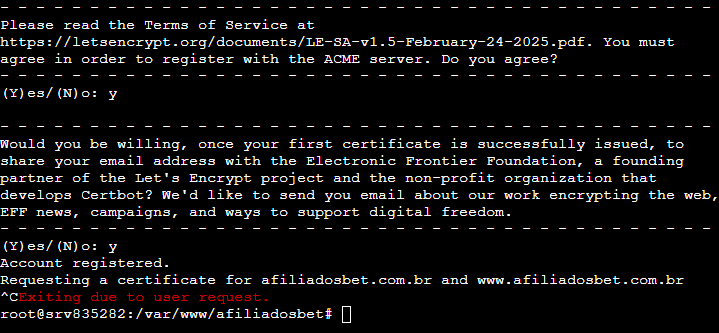 - - - - - - - - - - - - - - - - - - - - - - - - - - - - - - - - - - - - - - - -
Please read the Terms of Service at
https://letsencrypt.org/documents/LE-SA-v1.5-February-24-2025.pdf. You must
agree in order to register with the ACME server. Do you agree?
- - - - - - - - - - - - - - - - - - - - - - - - - - - - - - - - - - - - - - - -
(Y)es/(N)o: y

- - - - - - - - - - - - - - - - - - - - - - - - - - - - - - - - - - - - - - - -
Would you be willing, once your first certificate is successfully issued, to
share your email address with the Electronic Frontier Foundation, a founding
partner of the Let's Encrypt project and the non-profit organization that
develops Certbot? We'd like to send you email about our work encrypting the web,
EFF news, campaigns, and ways to support digital freedom.
- - - - - - - - - - - - - - - - - - - - - - - - - - - - - - - - - - - - - - - -
(Y)es/(N)o: y
Account registered.
Requesting a certificate for afiliadosbet.com.br and www.afiliadosbet.com.br
^CExiting due to user request.
root@srv835282:/var/www/afiliadosbet#